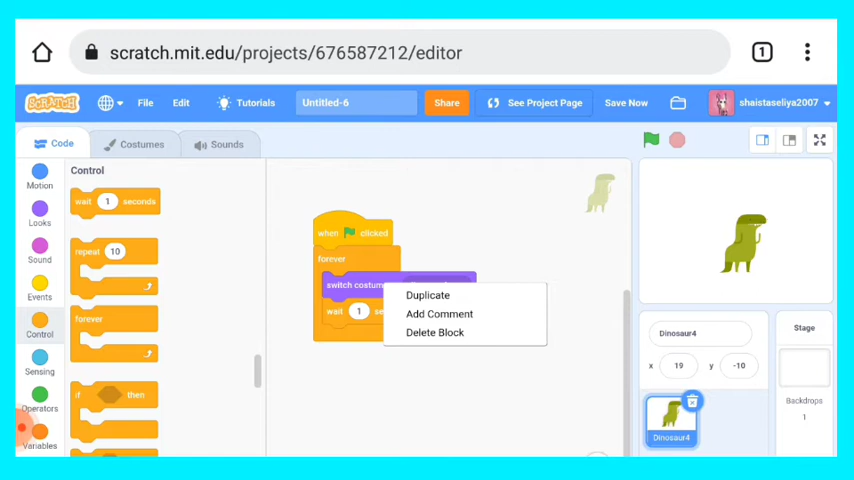 scratch.mit.edu/projects/676587212/editor
1
SCRATCH
File
Edit
Tutorials
Untitled-6
Share
See Project Page
Save Now
shaistaseliya2007
Code
Costumes
Sounds
Motion
Looks
Sound
Events
Control
Sensing
Operators
Variables
Control
wait 1 seconds
repeat 10
forever
if then
when clicked
forever
switch
wait 1
Duplicate
Add Comment
Delete Block
Dinosaur4
x 19 y -10
Dinosaur4
Stage
Backdrops
1